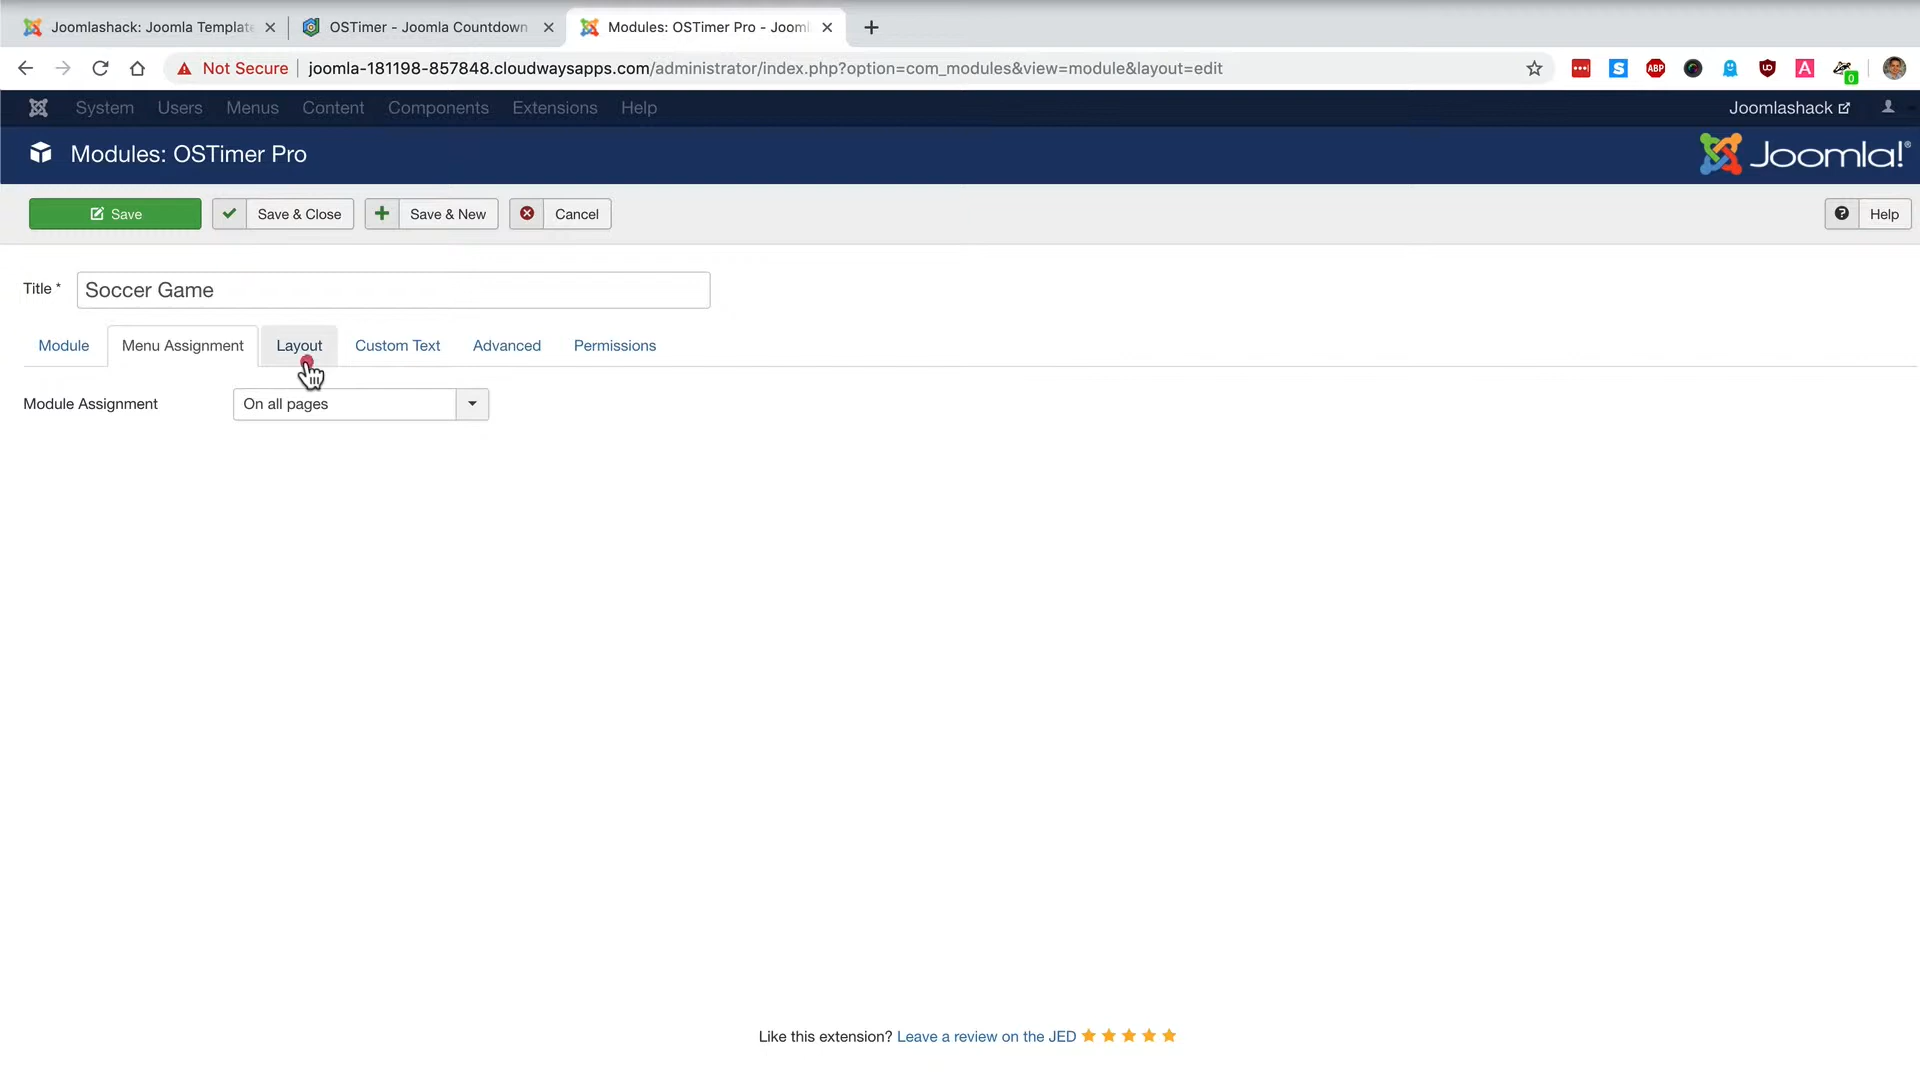 Joomlashack: Joomla Template
OSTimer - Joomla Countdown
Modules: OSTimer Pro - Jooml
Not Secure
joomla-181198-857848.cloudwaysapps.com/administrator/index.php?option=com_modules&view=module&layout=edit
S
ABP
A
0
System
Users
Menus
Content
Components
Extensions
Help
Joomlashack
Modules: OSTimer Pro
Joomla!®
Save
Save & Close
Save & New
Cancel
Help
Title *
Soccer Game
Module
Menu Assignment
Layout
Custom Text
Advanced
Permissions
Module Assignment
On all pages
Like this extension? Leave a review on the JED